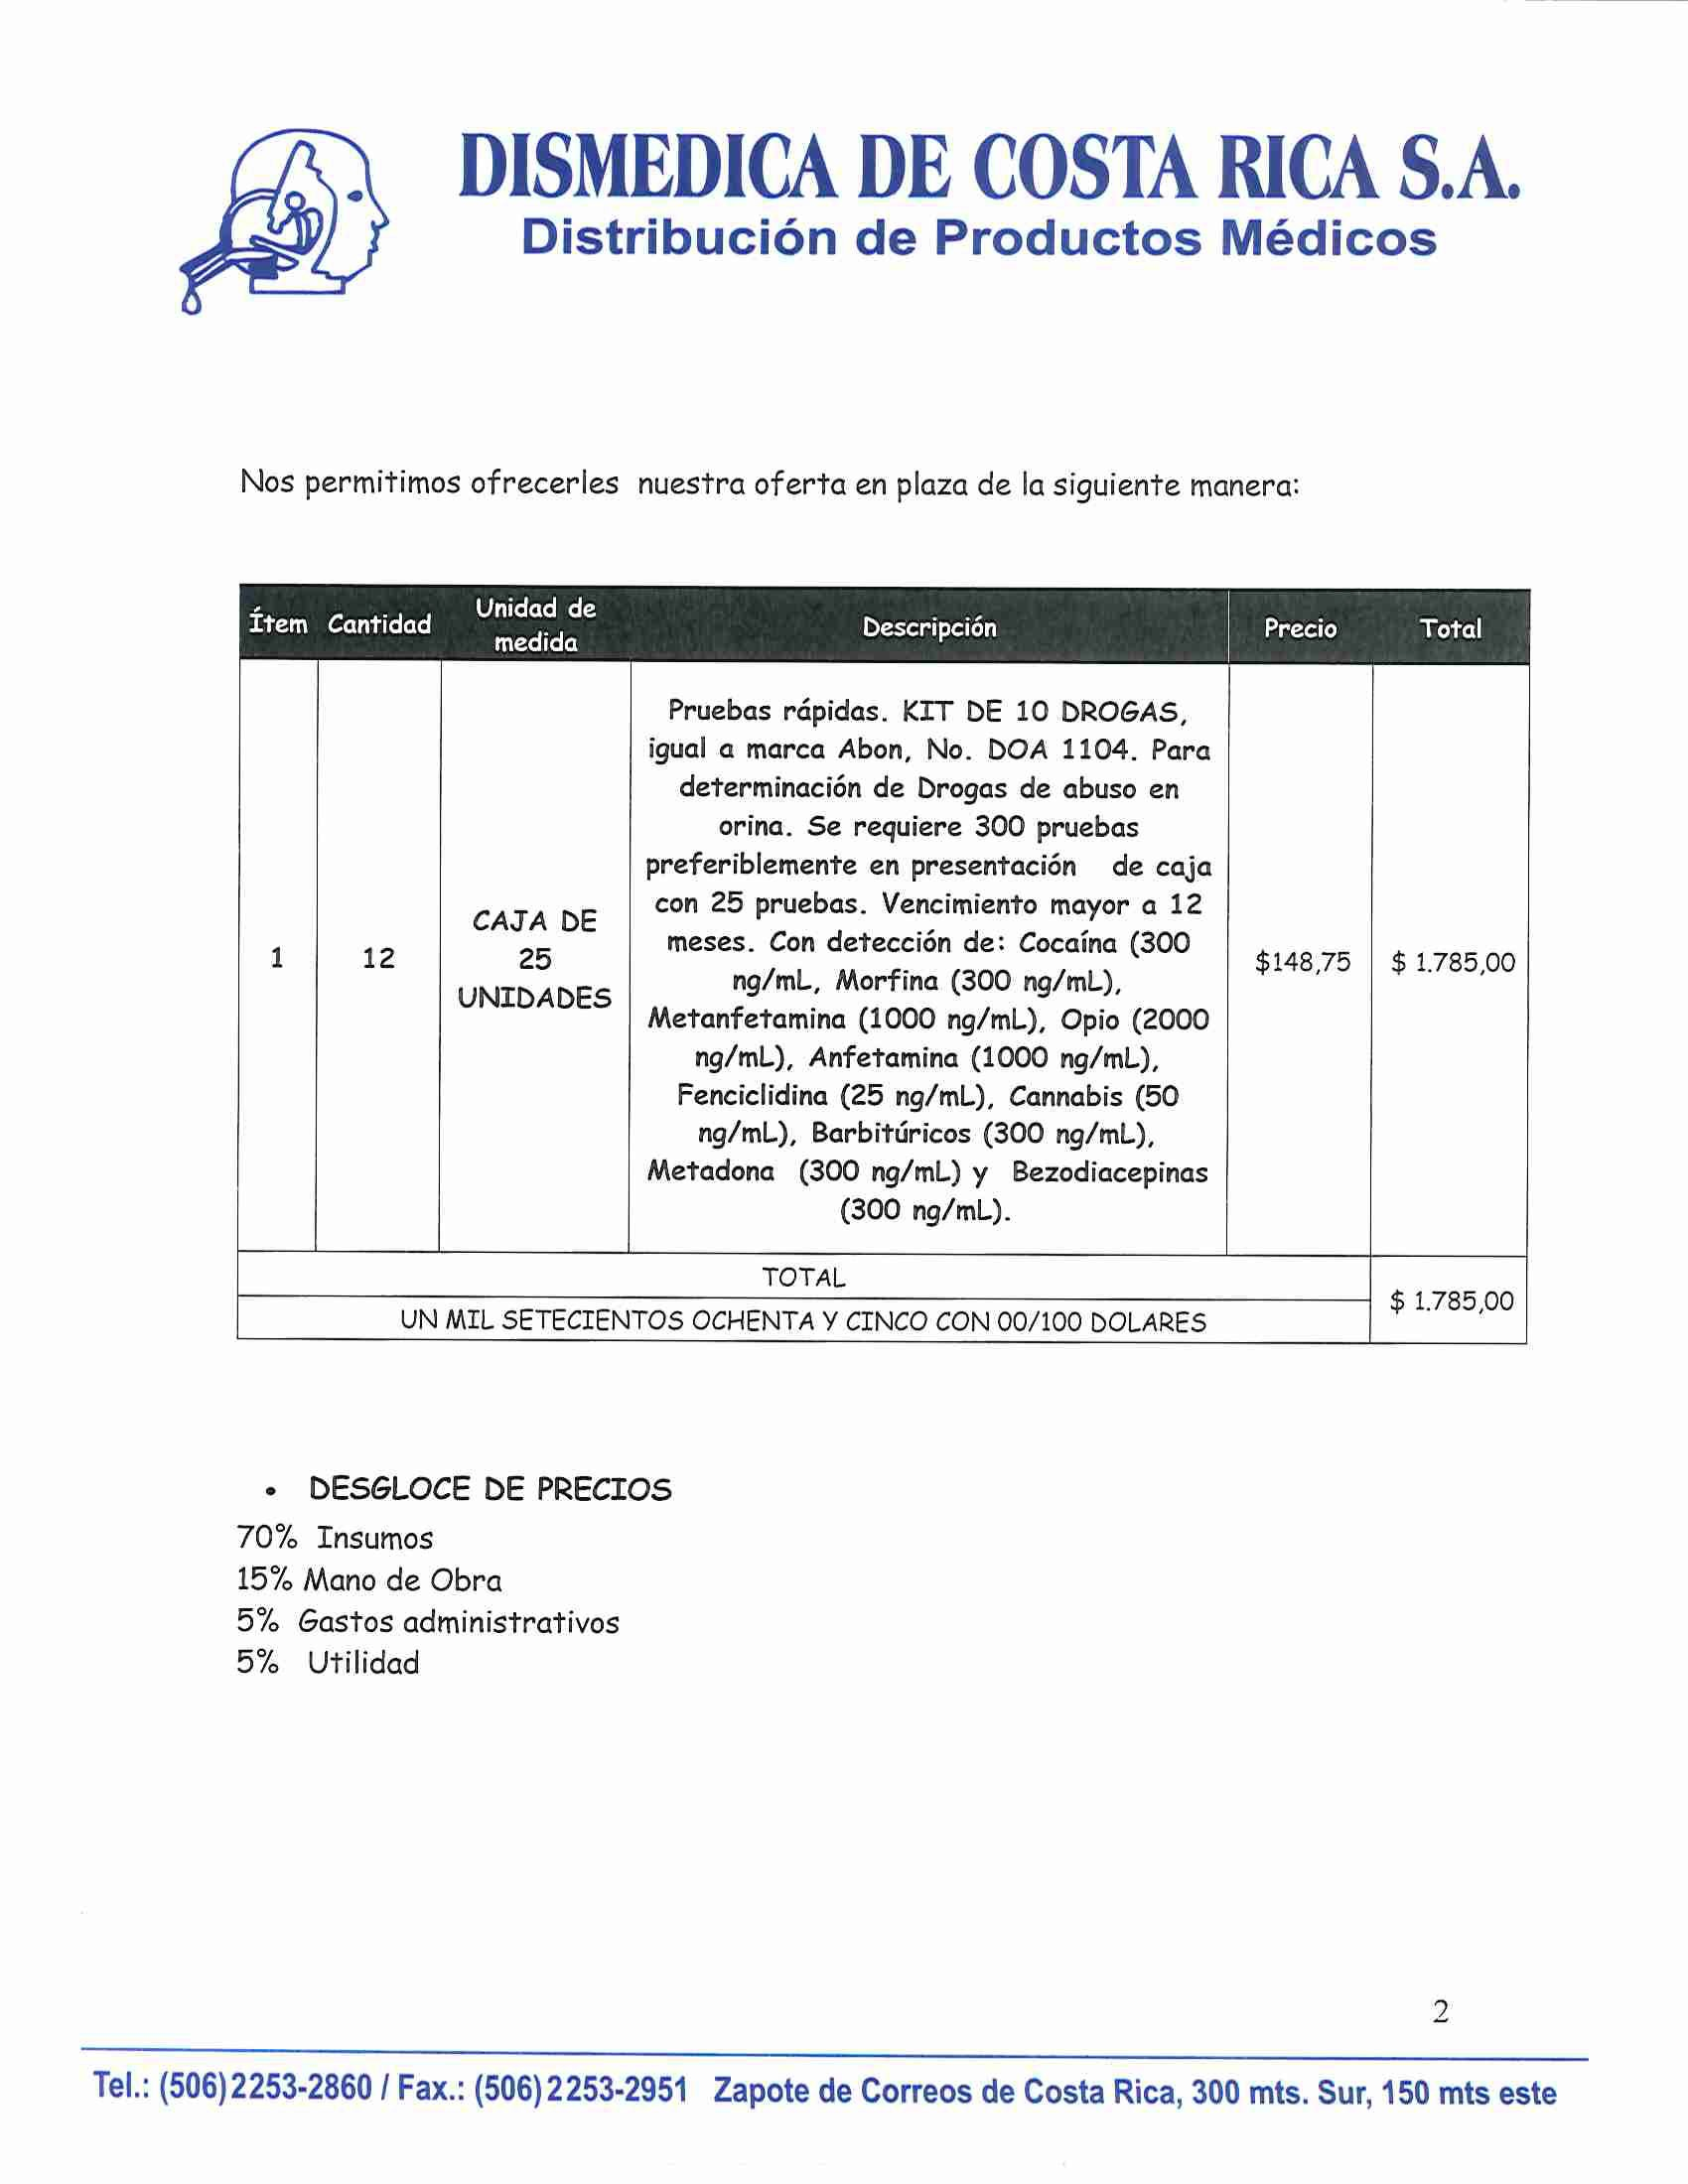 DISMEDICA DE COSTA RICA S.A.
Distribución de Productos Médicos
Nos permitimos ofrecerles nuestra oferta en plaza de la siguiente manera:
Ítem Cantidad Unidad de medida Descripción Precio Total
Pruebas rápidas. KIT DE 10 DROGAS,
igual a marca Abon, No. DOA 1104. Para
determinación de Drogas de abuso en
orina. Se requiere 300 pruebas
preferiblemente en presentación de caja
con 25 pruebas. Vencimiento mayor a 12
meses. Con detección de: Cocaína (300
ng/mL, Morfina (300 ng/mL),
Metanfetamina (1000 ng/mL), Opio (2000
ng/mL), Anfetamina (1000 ng/mL),
Fenciclidina (25 ng/mL), Cannabis (50
ng/mL), Barbitúricos (300 ng/mL),
Metadona (300 ng/mL) y Bezodiacepinas
(300 ng/mL).
1 12
CAJA DE
25
UNIDADES
$148,75 $ 1.785,00
TOTAL
UN MIL SETECIENTOS OCHENTA Y CINCO CON 00/100 DOLARES
$ 1.785,00
• DESGLOCE DE PRECIOS
70% Insumos
15% Mano de Obra
5% Gastos administrativos
5% Utilidad
2
Tel.: (506)2253-2860 / Fax.: (506)2253-2951 Zapote de Correos de Costa Rica, 300 mts. Sur, 150 mts este